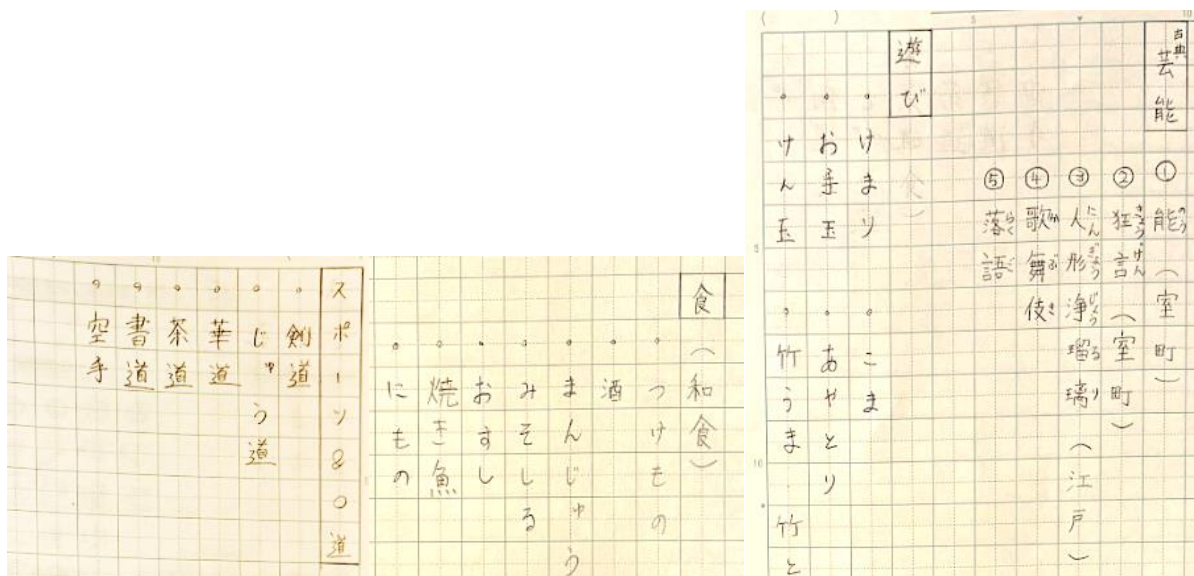 古典芸能
①能（室町）
②狂言（室町）
③人形浄瑠璃（江戸）
④歌舞伎
⑤落語
遊び
・けまり ・こま
・お手玉 ・あやとり
・けん玉 ・竹うま 竹と
食（和食）
・つけもの
・酒
・まんじゅう
・みそしる
・おすし
・焼き魚
・にもの
スポーツ&〇道
・剣道
・じゅう道
・華道
・茶道
・書道
・空手